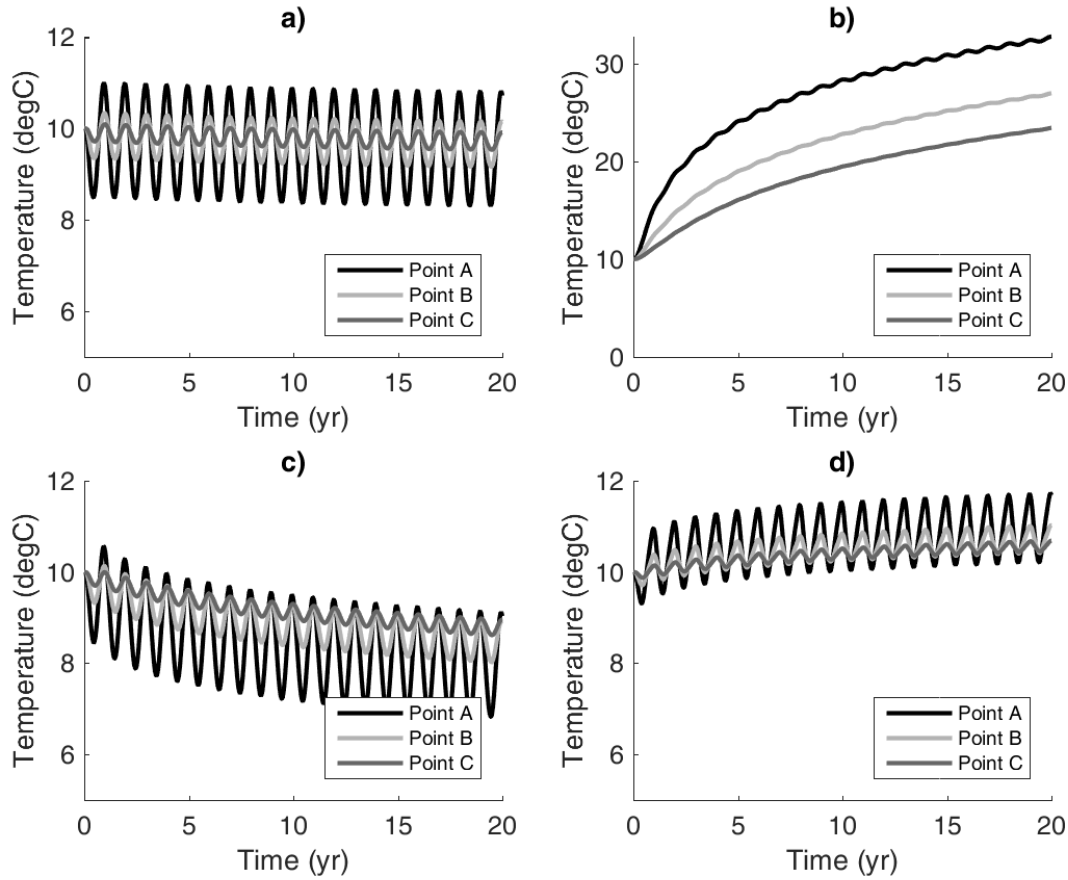 a)
12
10
8
6
Temperature (degC)
Point A
Point B
Point C
0 5 10 15 20
Time (yr)
b)
30
20
10
0
Temperature (degC)
Point A
Point B
Point C
0 5 10 15 20
Time (yr)
c)
12
10
8
6
Temperature (degC)
Point A
Point B
Point C
0 5 10 15 20
Time (yr)
d)
12
10
8
6
Temperature (degC)
Point A
Point B
Point C
0 5 10 15 20
Time (yr)